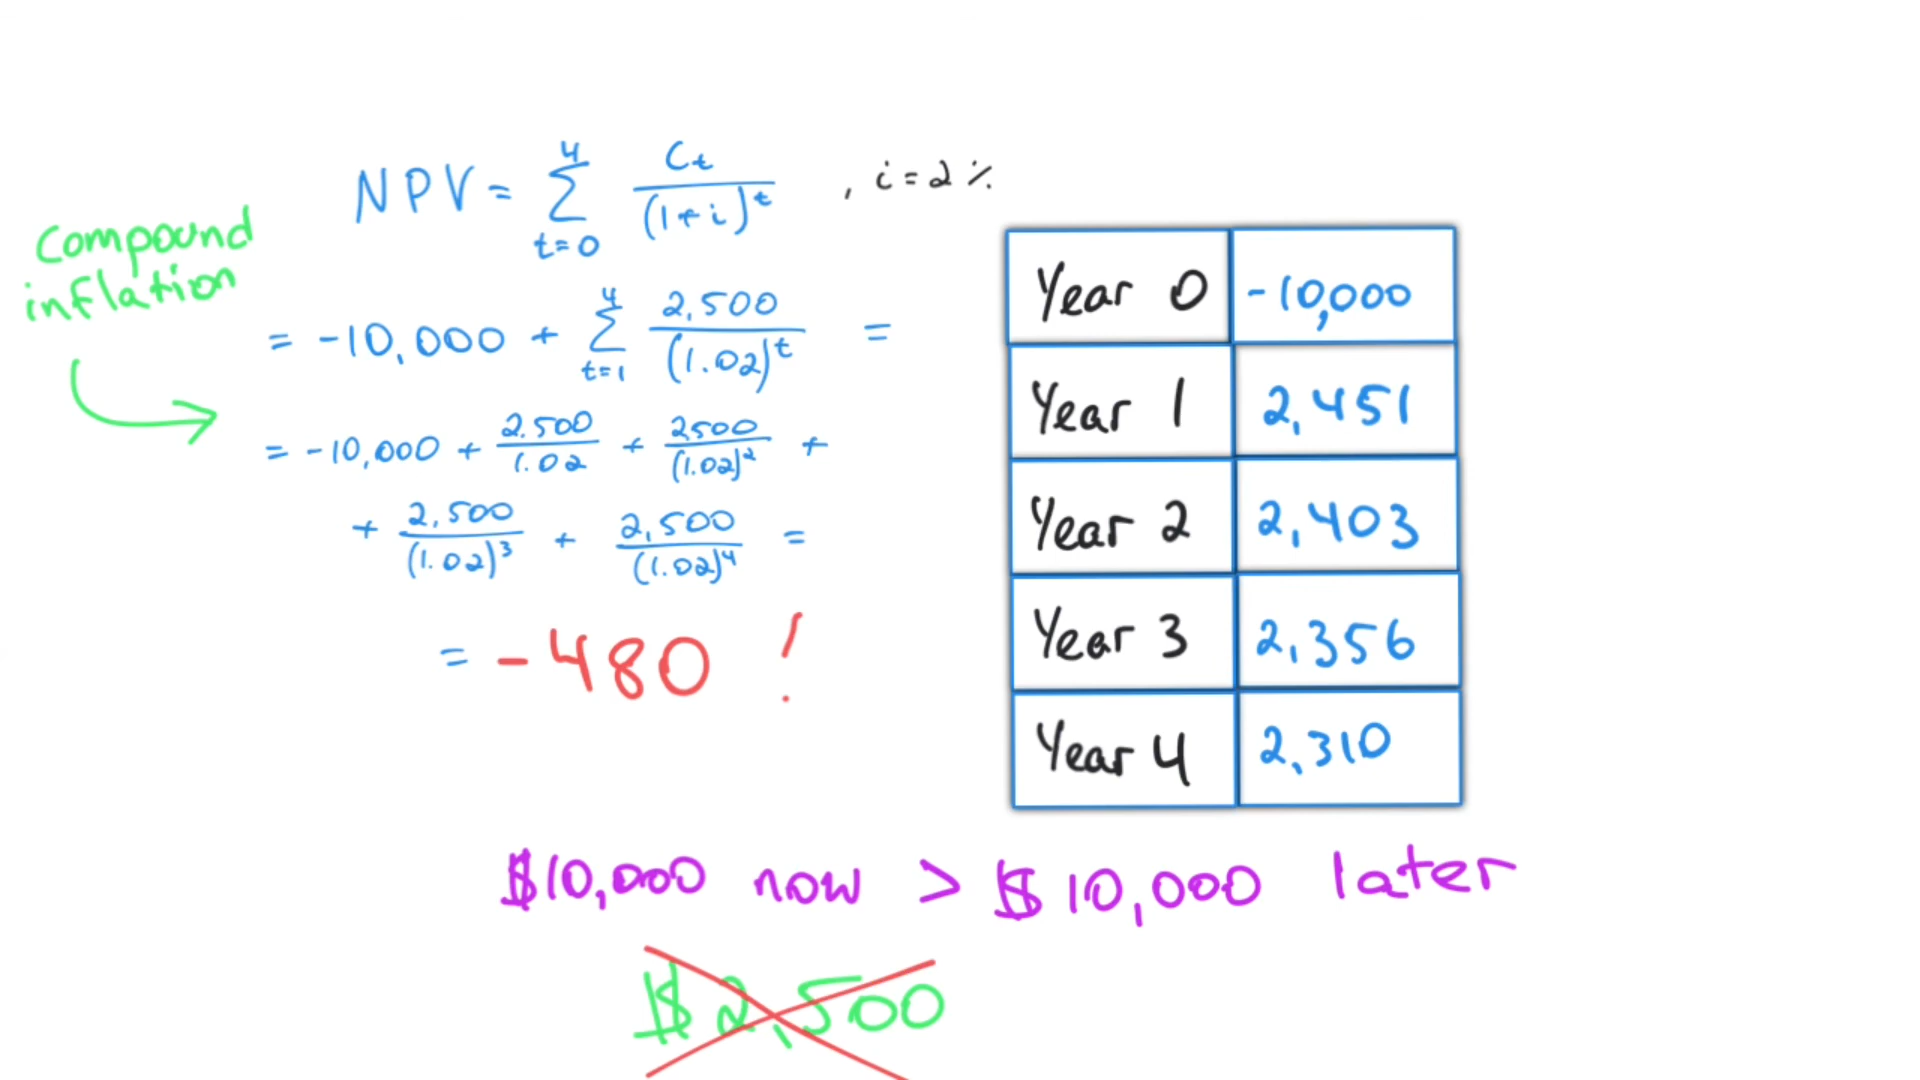 NPV = 4 Σ t=0 Ct / (1+i)^t , i=2%
compound
inflation
= -10,000 + 4 Σ t=1 2,500 / (1.02)^t =
= -10,000 + 2.500 / 1.02 + 2500 / (1.02)^2 +
+ 2,500 / (1.02)^3 + 2,500 / (1.02)^4 =
= -480 !
Year 0 -10,000
Year 1 2,451
Year 2 2,403
Year 3 2,356
Year 4 2,310
$10,000 now > $10,000 later
$2,500